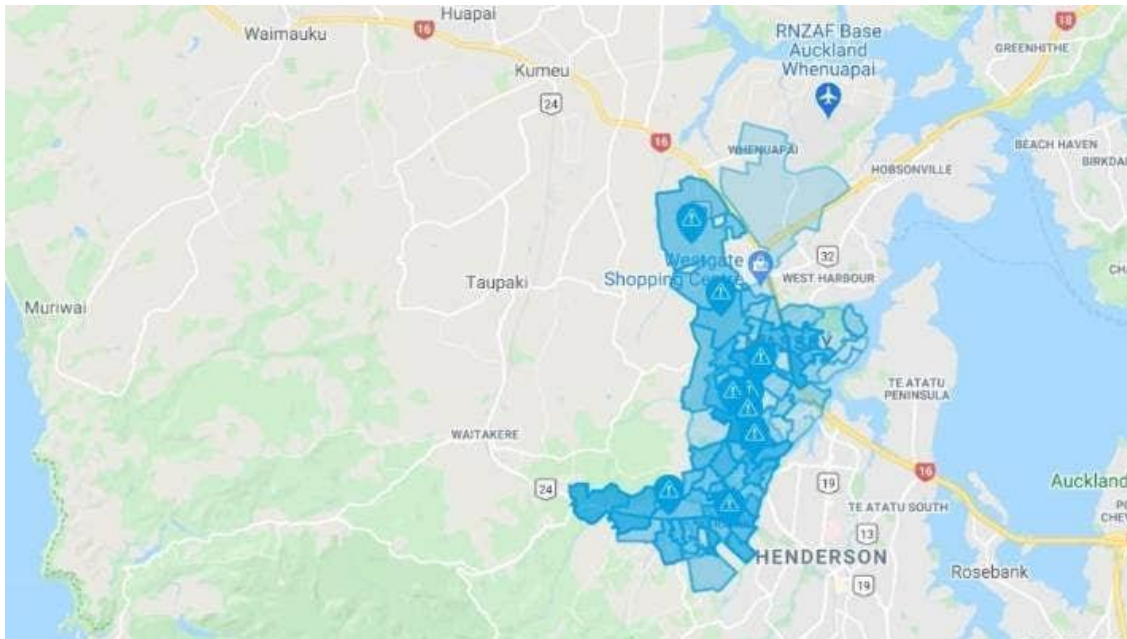 Huapai
16
Waimauku
RNZAF Base
Auckland
Whenuapai
18
GREENHITHE
Kumeu
24
16
WHENUAPAI
BEACH HAVEN
BIRKDA
HOBSONVILLE
Westgate
Shopping Centre
32
WEST HARBOUR
Taupaki
Muriwai
MASSEY
TE ATATU
PENINSULA
WAITAKERE
24
16
19
TE ATATU SOUTH
Auckland
13
HENDERSON
19
Rosebank
CHEV